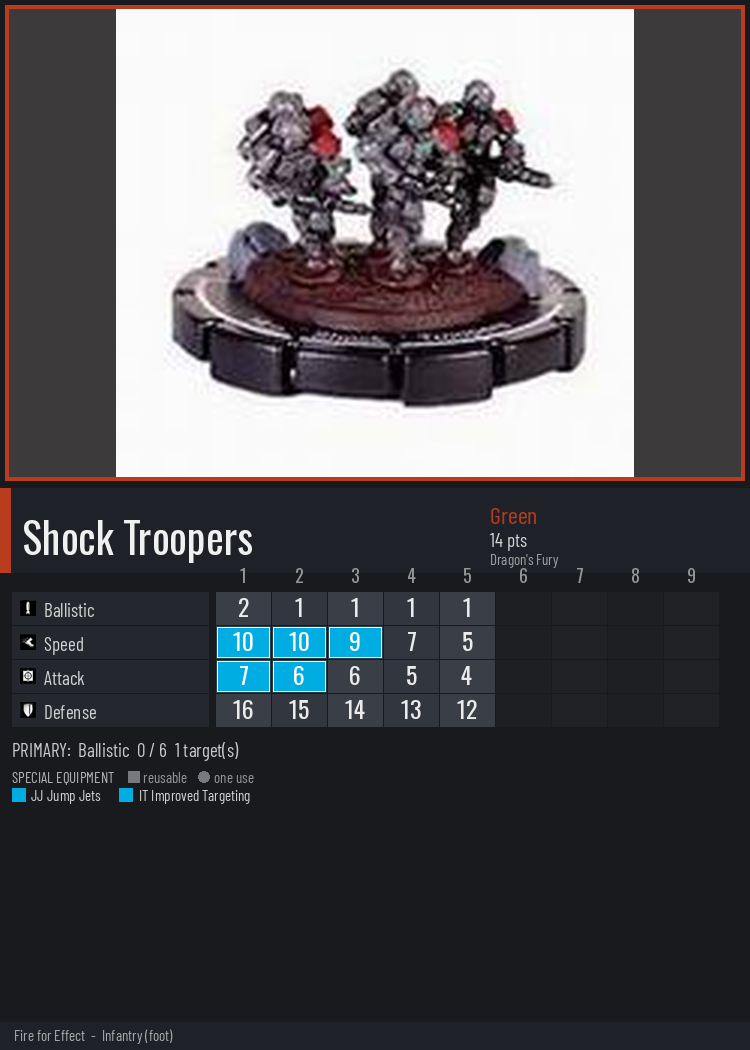 Shock Troopers
Green
14 pts
Dragon's Fury
1 2 3 4 5 6 7 8 9
Ballistic 2 1 1 1 1
Speed 10 10 9 7 5
Attack 7 6 6 5 4
Defense 16 15 14 13 12
PRIMARY: Ballistic 0 / 6 1 target(s)
SPECIAL EQUIPMENT reusable one use
JJ Jump Jets IT Improved Targeting
Fire for Effect - Infantry (foot)